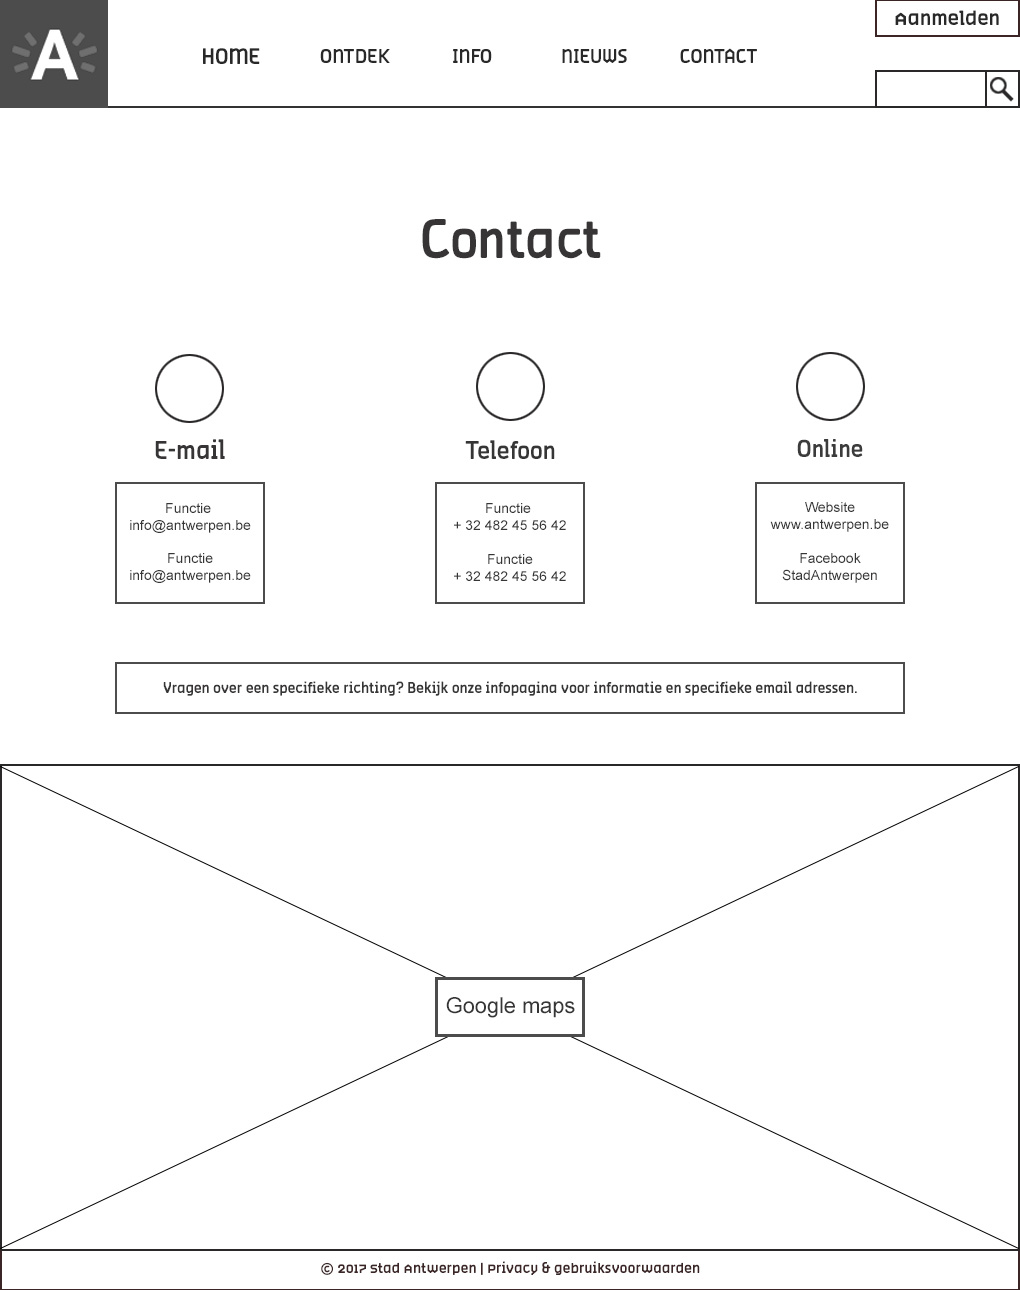 Aanmelden
A
HOME ONTDEK INFO NIEUWS CONTACT
Contact
E-mail
Functie
info@antwerpen.be
Functie
info@antwerpen.be
Telefoon
Functie
+ 32 482 45 56 42
Functie
+ 32 482 45 56 42
Online
Website
www.antwerpen.be
Facebook
StadAntwerpen
Vragen over een specifieke richting? Bekijk onze infopagina voor informatie en specifieke email adressen.
Google maps
© 2017 Stad Antwerpen | Privacy & gebruiksvoorwaarden